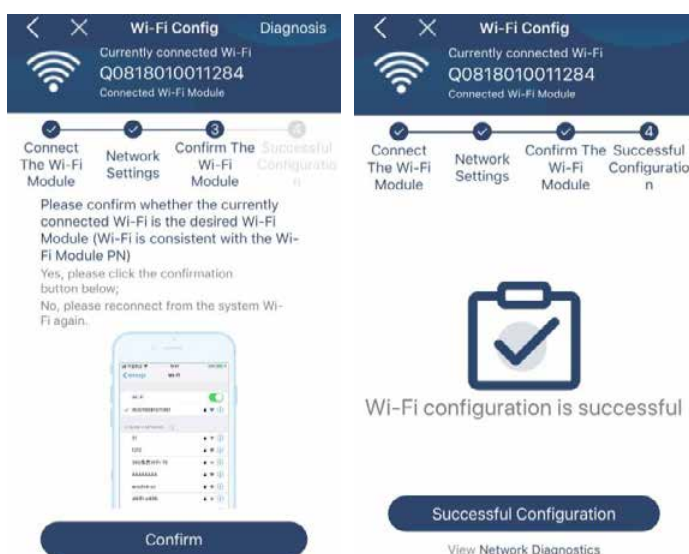 Wi-Fi Config
Diagnosis
Currently connected Wi-Fi
Q0818010011284
Connected Wi-Fi Module
3
4
Connect
The Wi-Fi
Module
Network
Settings
Confirm The
Wi-Fi
Module
Successful
Configuratio
n
Please confirm whether the currently
connected Wi-Fi is the desired Wi-Fi
Module (Wi-Fi is consistent with the Wi-
Fi Module PN)
Yes, please click the confirmation
button below;
No, please reconnect from the system Wi-
Fi again.
Confirm
Wi-Fi Config
Currently connected Wi-Fi
Q0818010011284
Connected Wi-Fi Module
4
Connect
The Wi-Fi
Module
Network
Settings
Confirm The
Wi-Fi
Module
Successful
Configuratio
n
Wi-Fi configuration is successful
Successful Configuration
View Network Diagnostics